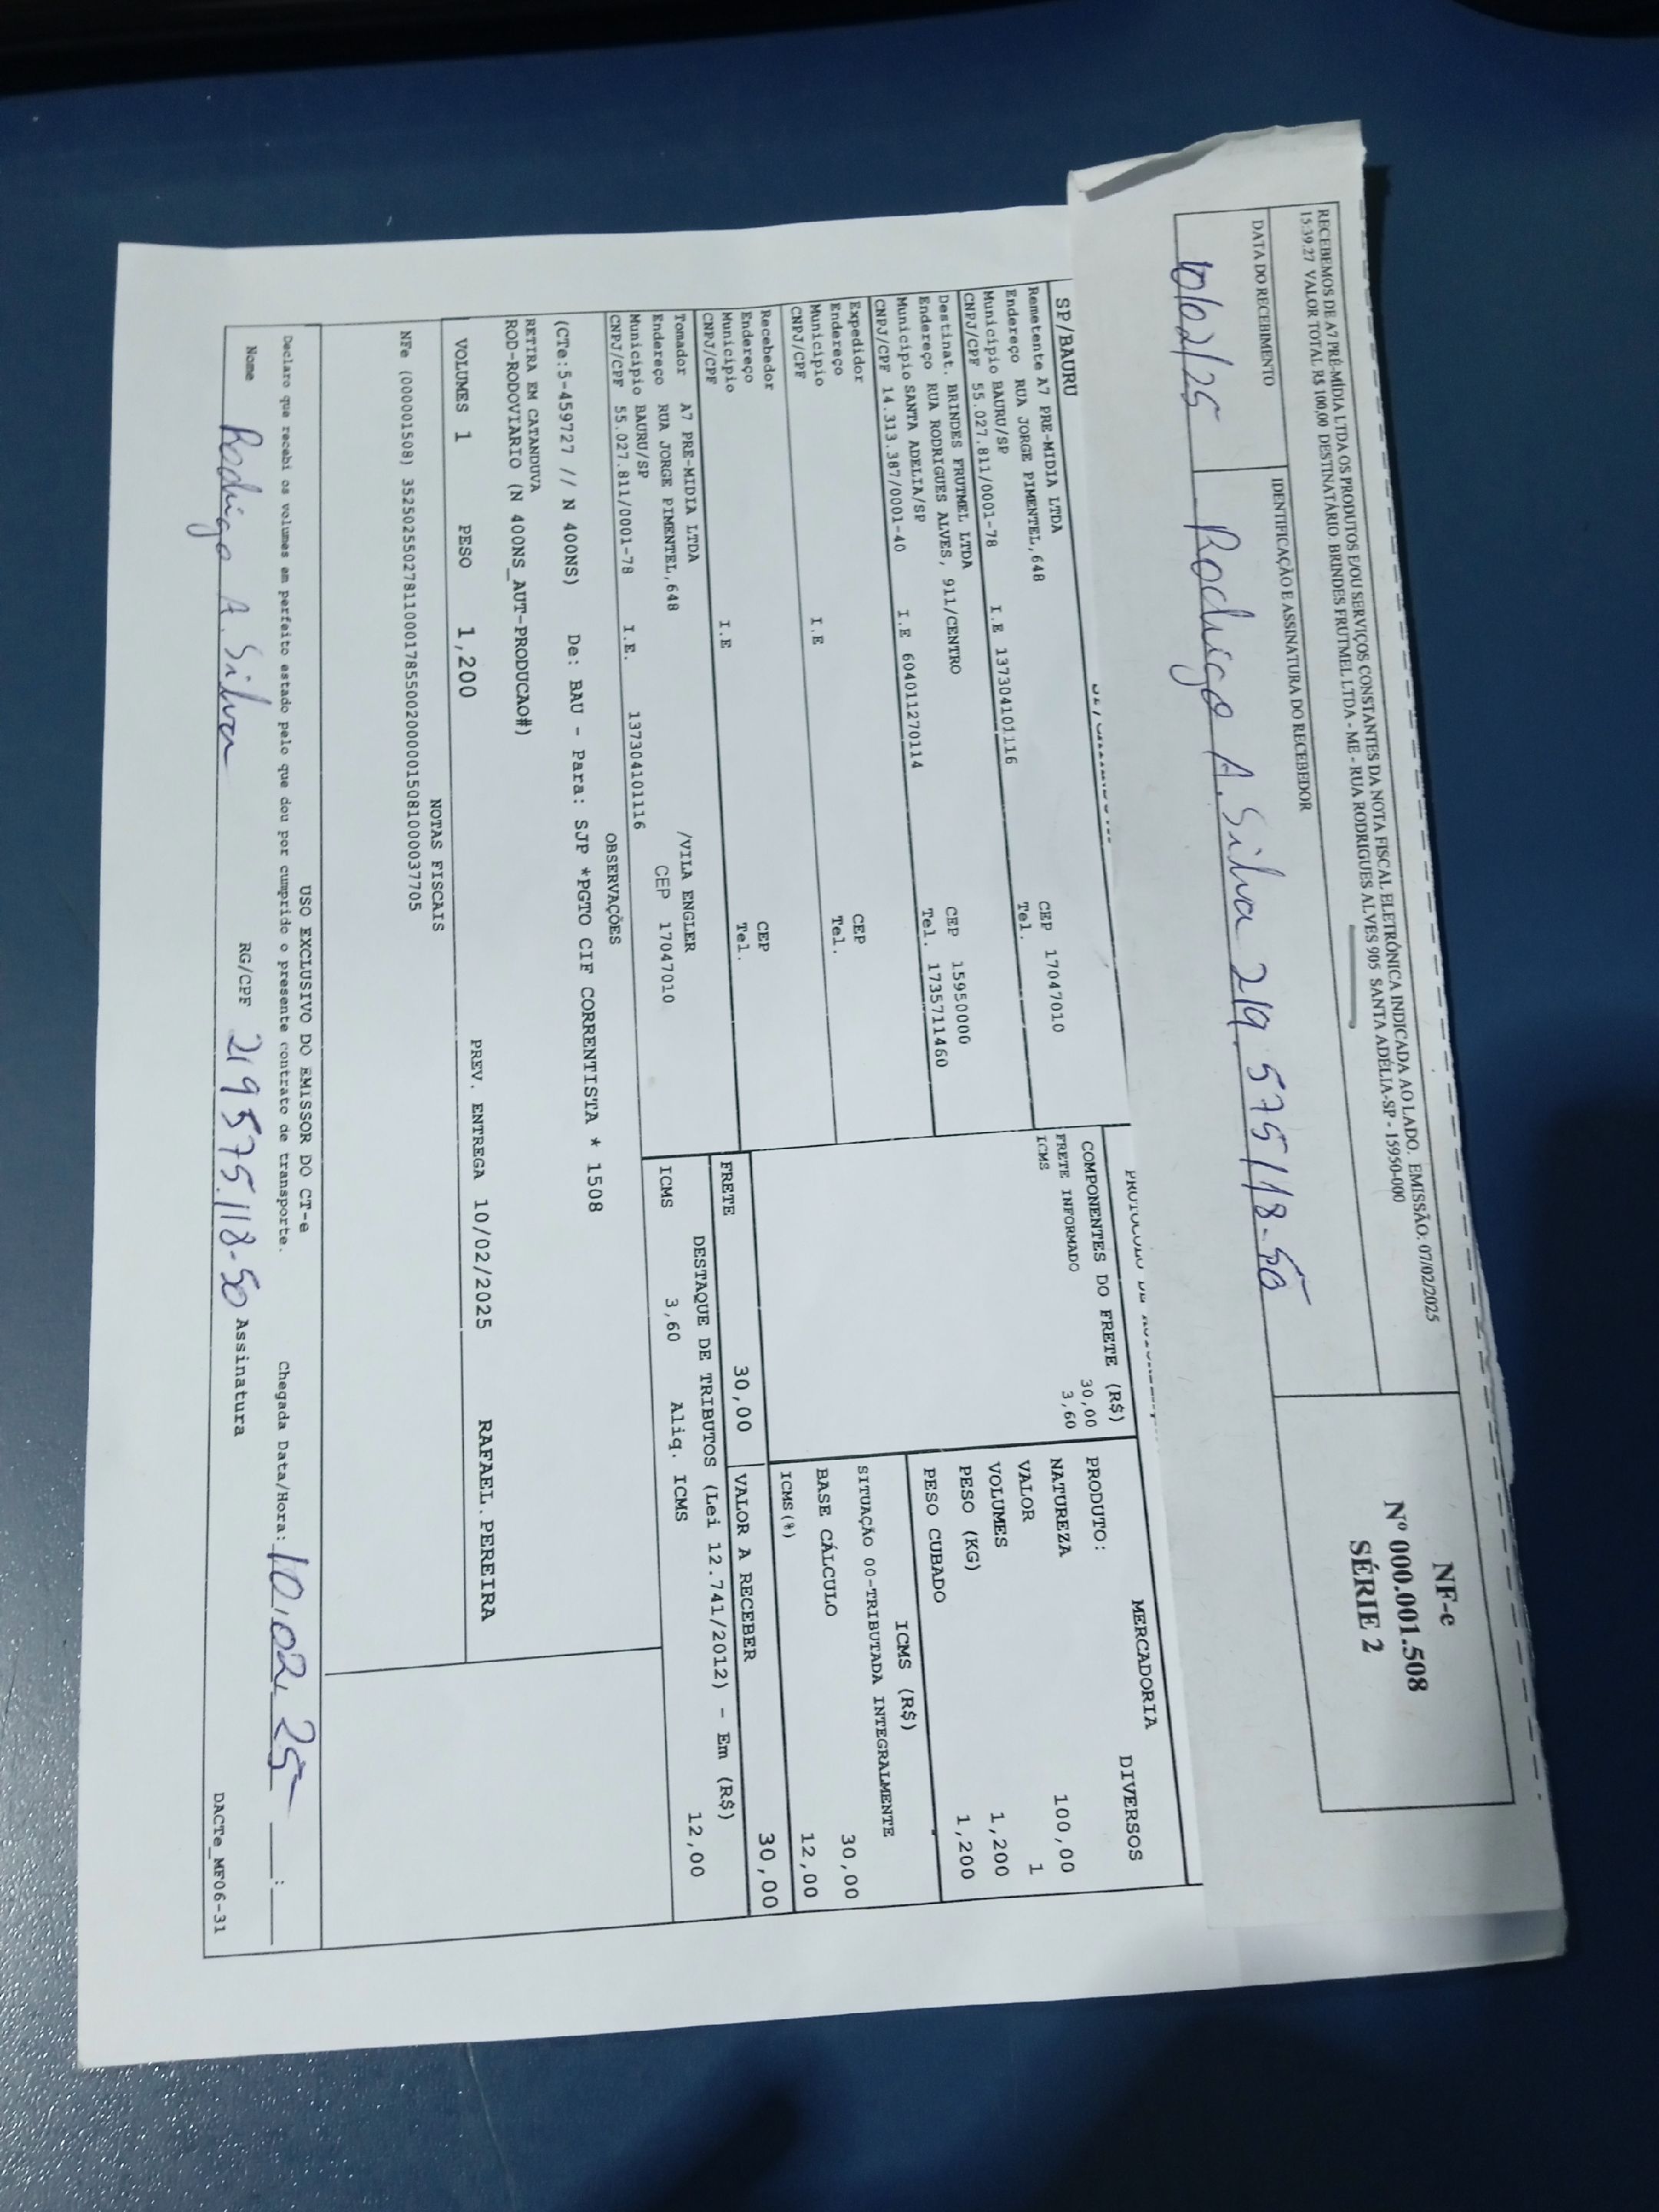 RECEBEMOS DE A7 PRÉ-MÍDIA LTDA OS PRODUTOS E/OU SERVIÇOS CONSTANTES DA NOTA FISCAL ELETRÔNICA INDICADA AO LADO. EMISSÃO: 07/02/2025
15:39:27 VALOR TOTAL R$ 100,00 DESTINATÁRIO: BRINDES FRUTMEL LTDA - ME - RUA RODRIGUES ALVES 905 SANTA ADÉLIA-SP - 15950-000
NF-e
Nº 000.001.508
SÉRIE 2
DATA DO RECEBIMENTO
IDENTIFICAÇÃO E ASSINATURA DO RECEBEDOR
10/02/25 Rodrigo A. Silva 219.575118-50
SP/BAURU
Remetente A7 PRE-MIDIA LTDA
Endereço RUA JORGE PIMENTEL, 648 CEP 17047010
Município BAURU/SP Tel.
CNPJ/CPF 55.027.811/0001-78 I.E 13730410​1116
Destinat. BRINDES FRUTMEL LTDA
Endereço RUA RODRIGUES ALVES, 911/CENTRO CEP 15950000
Município SANTA ADELIA/SP Tel. 1735711460
CNPJ/CPF 14.313.387/0001-40 I.E 604011270114
Expedidor
Endereço CEP
Município Tel.
CNPJ/CPF I.E
Recebedor
Endereço CEP
Município Tel.
CNPJ/CPF I.E
Tomador A7 PRE-MIDIA LTDA
Endereço RUA JORGE PIMENTEL, 648 /VILA ENGLER
Município BAURU/SP CEP 17047010
CNPJ/CPF 55.027.811/0001-78 I.E. 137304101116
COMPONENTES DO FRETE (R$)
FRETE INFORMADO 30,00
ICMS 3,60
MERCADORIA
PRODUTO: DIVERSOS
NATUREZA
VALOR 100,00
VOLUMES 1
PESO (KG) 1,200
PESO CUBADO 1,200
ICMS (R$)
SITUAÇÃO 00-TRIBUTADA INTEGRALMENTE
BASE CÁLCULO 30,00
ICMS(%) 12,00
FRETE 30,00 VALOR A RECEBER 30,00
DESTAQUE DE TRIBUTOS (Lei 12.741/2012) - Em (R$)
ICMS 3,60 Aliq. ICMS 12,00
OBSERVAÇÕES
(CTe:5-459727 // N 400NS) De: BAU - Para: SJP *PGTO CIF CORRENTISTA * 1508
RETIRA EM CATANDUVA
ROD-RODOVIARIO (N 400NS_AUT-PRODUCAO#)
VOLUMES 1 PESO 1,200 PREV. ENTREGA 10/02/2025 RAFAEL.PEREIRA
NOTAS FISCAIS
NFe (000001508) 35250255027811000178550020000015081000037705
USO EXCLUSIVO DO EMISSOR DO CT-e
Declaro que recebi os volumes em perfeito estado pelo que dou por cumprido o presente contrato de transporte. Chegada Data/Hora: 10.02.25 :
Nome Rodrigo A. Silva RG/CPF 219575.118-50 Assinatura
DACTe_MF06-31